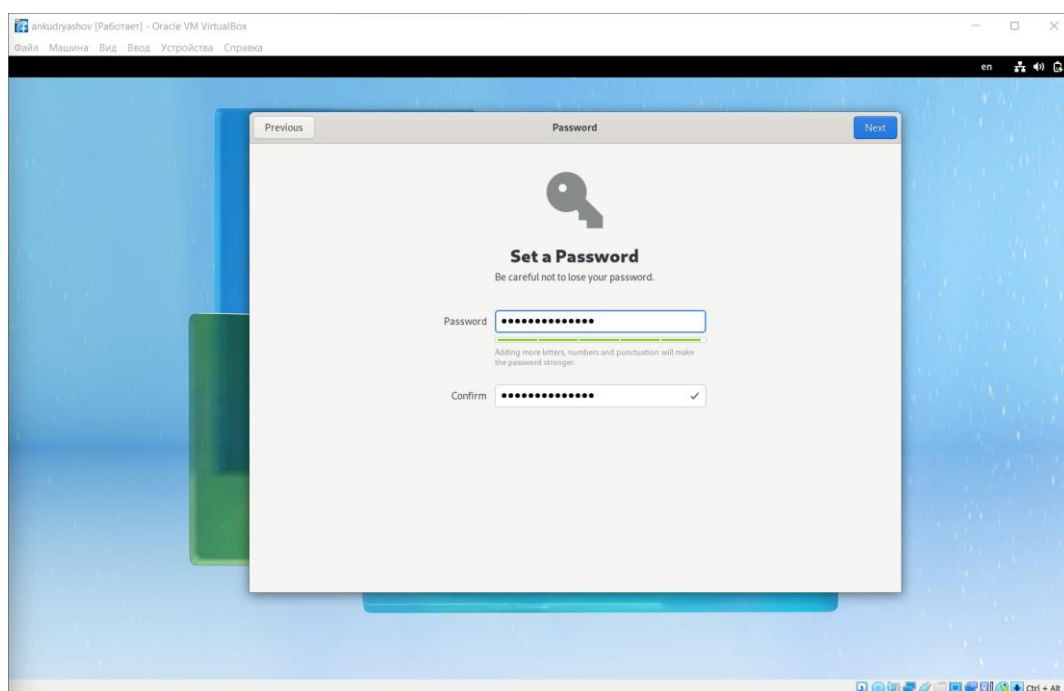 ankudryashov [Работает] - Oracle VM VirtualBox
Файл Машина Вид Ввод Устройства Справка
en
Previous Password Next
Set a Password
Be careful not to lose your password.
Password ••••••••••••••
Adding more letters, numbers and punctuation will make
the password stronger.
Confirm ••••••••••••••
Ctrl + Alt